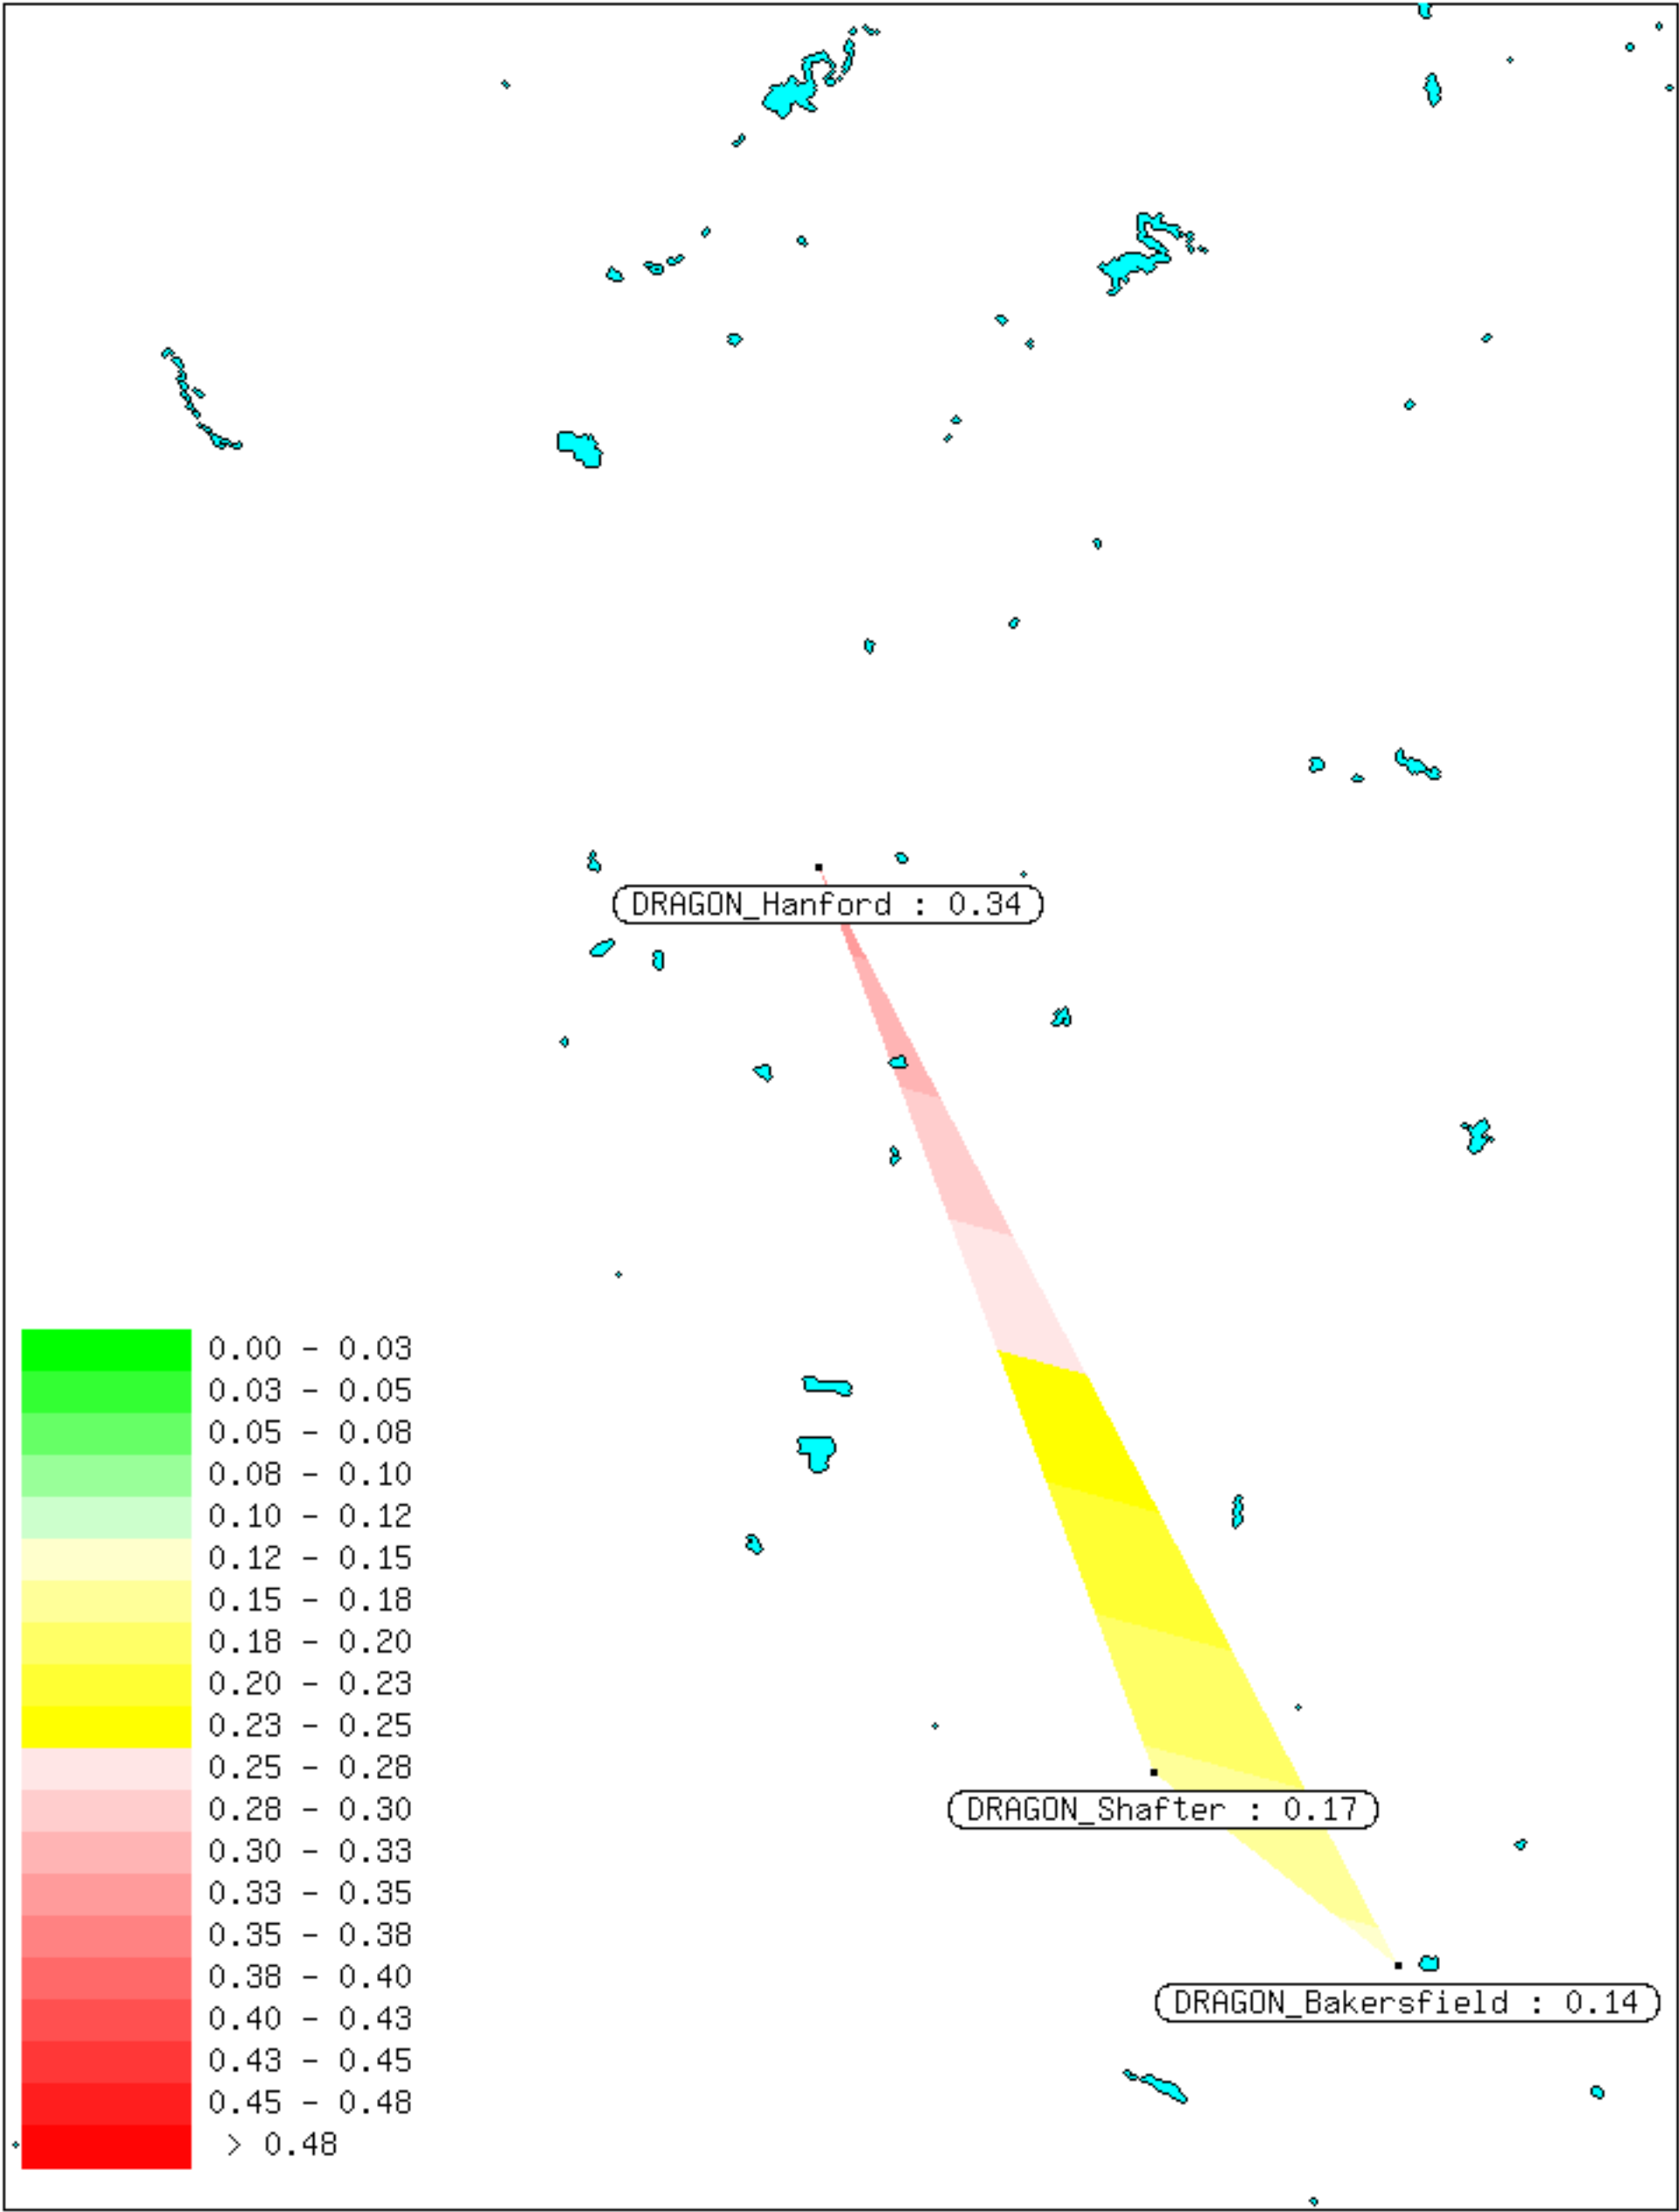 DRAGON_Hanford : 0.34
0.00 - 0.03
0.03 - 0.05
0.05 - 0.08
0.08 - 0.10
0.10 - 0.12
0.12 - 0.15
0.15 - 0.18
0.18 - 0.20
0.20 - 0.23
0.23 - 0.25
0.25 - 0.28
0.28 - 0.30
0.30 - 0.33
0.33 - 0.35
0.35 - 0.38
0.38 - 0.40
0.40 - 0.43
0.43 - 0.45
0.45 - 0.48
> 0.48
DRAGON_Shafter : 0.17
DRAGON_Bakersfield : 0.14